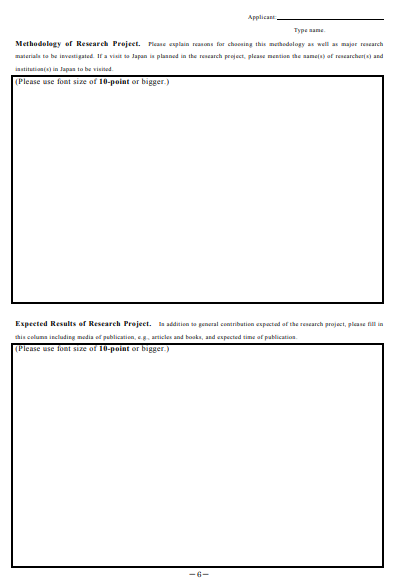 Applicant:
Type name.
Methodology of Research Project. Please explain reasons for choosing this methodology as well as major research
materials to be investigated. If a visit to Japan is planned in the research project, please mention the name(s) of researcher(s) and
institution(s) in Japan to be visited.
(Please use font size of 10-point or bigger.)
Expected Results of Research Project. In addition to general contribution expected of the research project, please fill in
this column including media of publication, e.g., articles and books, and expected time of publication.
(Please use font size of 10-point or bigger.)
－6－